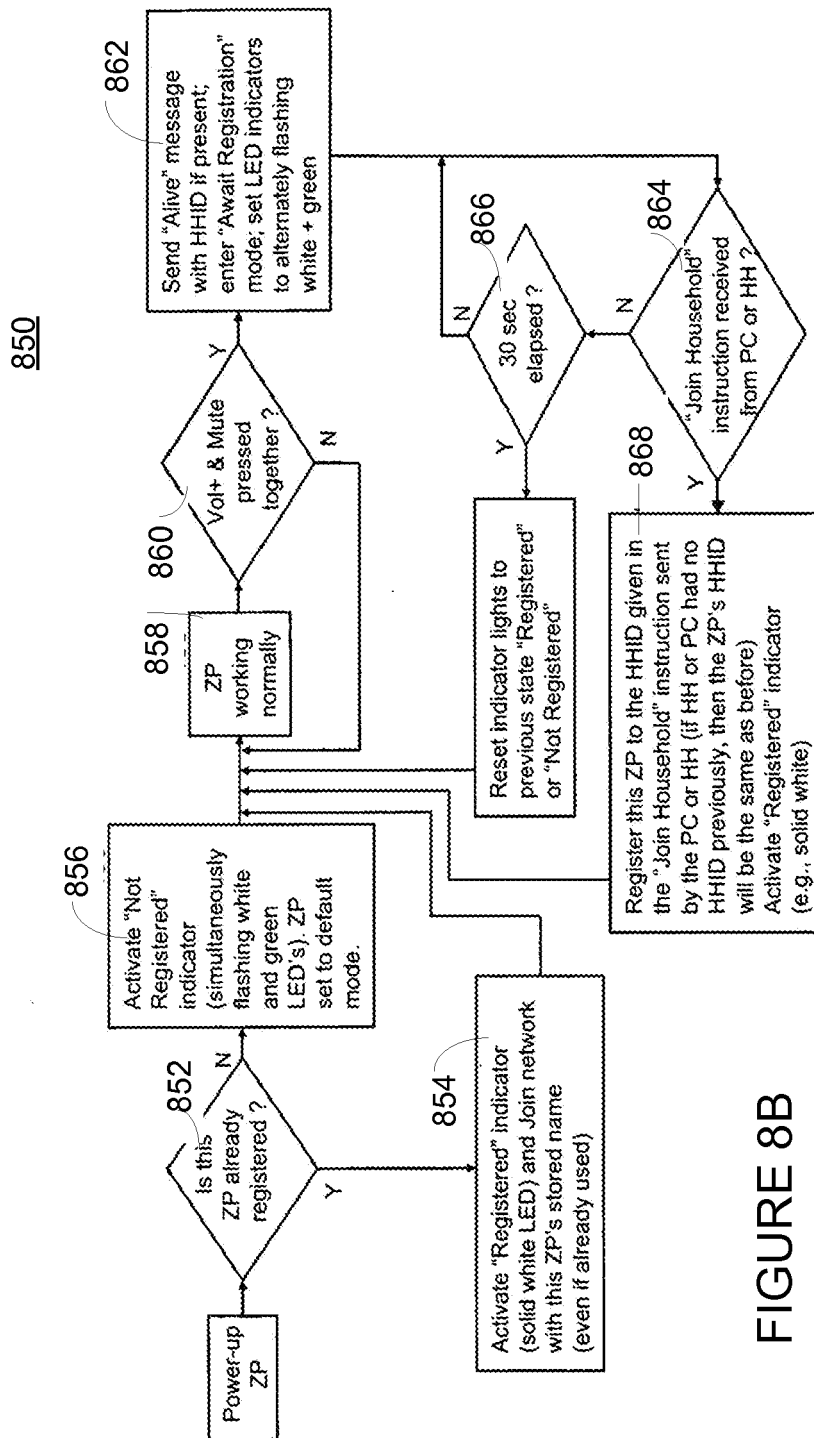 850
Power-up
ZP
852
Is this
ZP already
registered ?
N
Y
856
Activate “Not
Registered”
indicator
(simultaneously
flashing white
and green
LED's). ZP
set to default
mode.
854
Activate “Registered” indicator
(solid white LED) and Join network
with this ZP's stored name
(even if already used)
858
ZP
working
normally
860
Vol+ & Mute
pressed
together ?
Y
N
862
Send “Alive” message
with HHID if present;
enter “Await Registration”
mode; set LED indicators
to alternately flashing
white + green
864
“Join Household”
instruction received
from PC or HH ?
N
Y
866
30 sec
elapsed ?
N
Y
Reset indicator lights to
previous state “Registered”
or “Not Registered”
868
Register this ZP to the HHID given in
the “Join Household” instruction sent
by the PC or HH (if HH or PC had no
HHID previously, then the ZP's HHID
will be the same as before)
Activate “Registered” indicator
(e.g., solid white)
FIGURE 8B